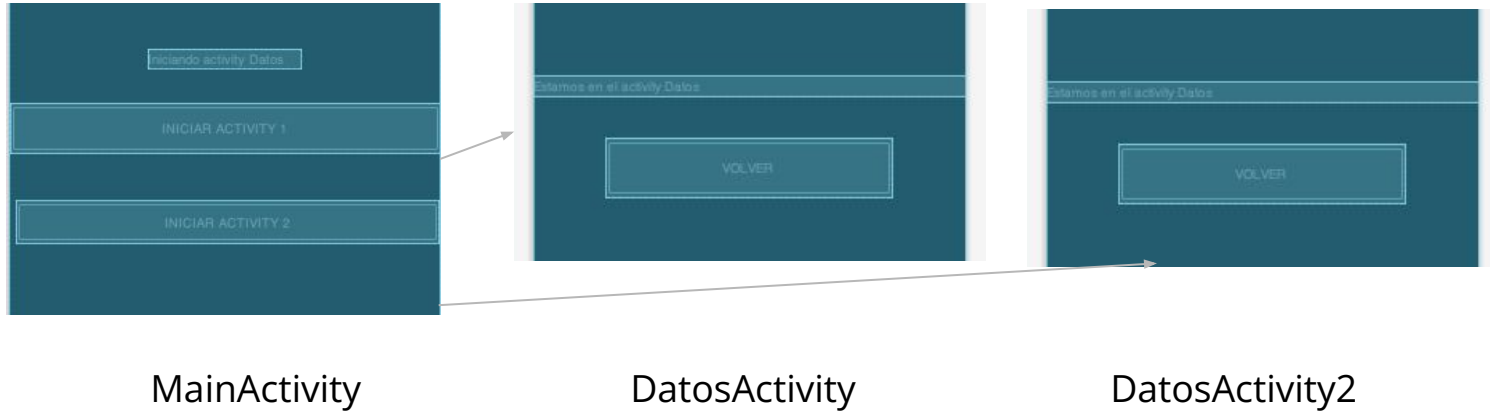 Iniciando activity Datos
INICIAR ACTIVITY 1
INICIAR ACTIVITY 2
Estamos en el activity Datos
VOLVER
Estamos en el activity Datos
VOLVER
MainActivity
DatosActivity
DatosActivity2